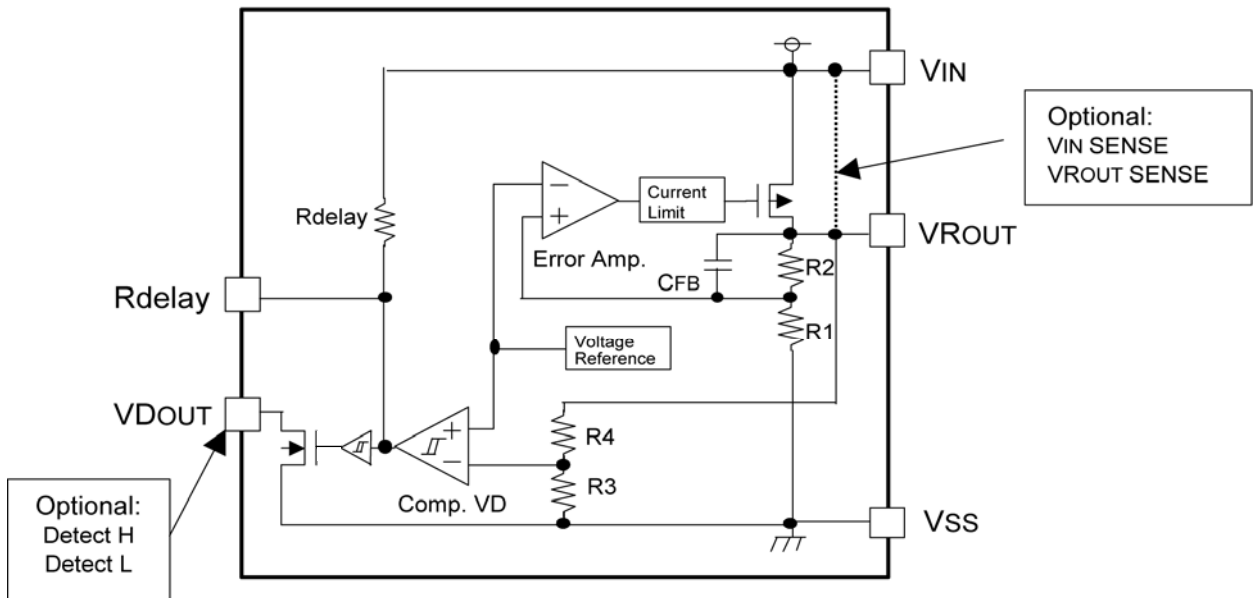 VIN
Optional:
VIN SENSE
VROUT SENSE
Current
Limit
Rdelay
VROUT
Error Amp.
CFB
R2
Rdelay
R1
Voltage
Reference
VDOUT
R4
R3
Comp. VD
Optional:
Detect H
Detect L
VSS